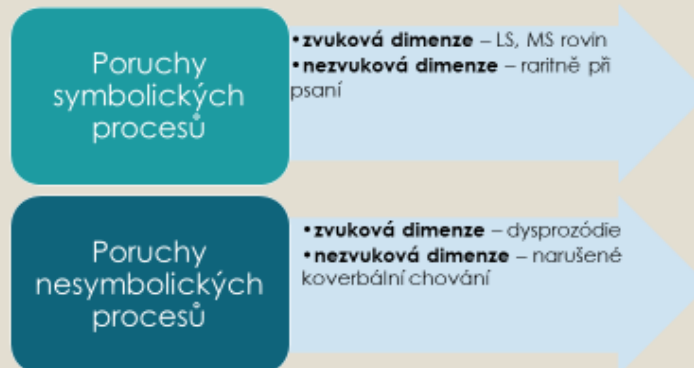 Poruchy
symbolických
procesů
•zvuková dimenze – LS, MS rovin
•nezvuková dimenze – raritně při
psaní
Poruchy
nesymbolických
procesů
•zvuková dimenze – dysprozódie
•nezvuková dimenze – narušené
koverbální chování